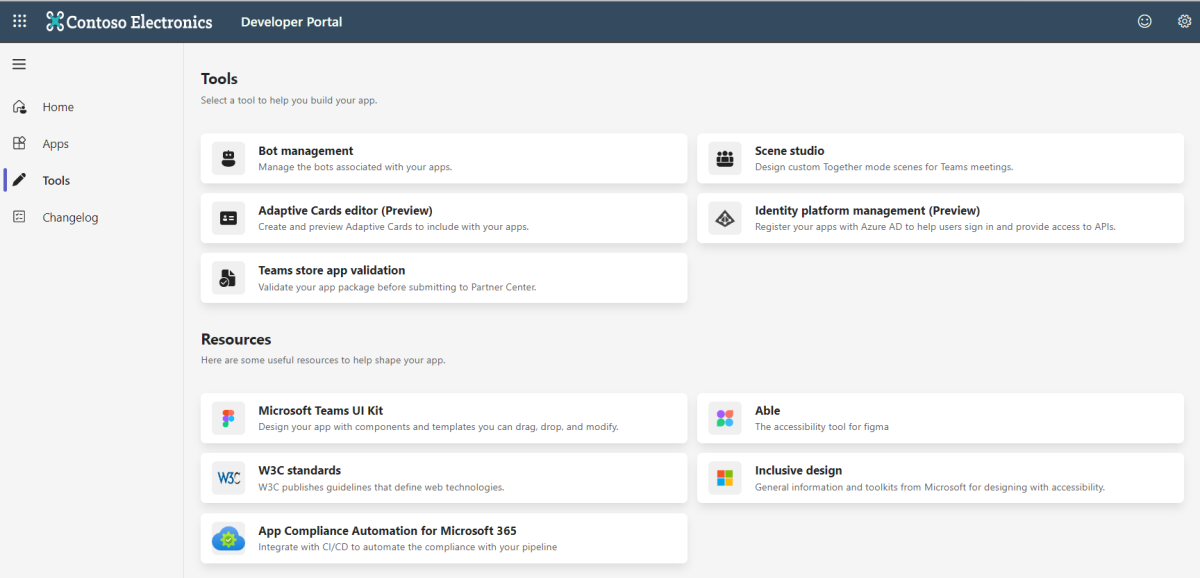 Contoso Electronics Developer Portal
Home
Apps
Tools
Changelog
Tools
Select a tool to help you build your app.
Bot management
Manage the bots associated with your apps.
Scene studio
Design custom Together mode scenes for Teams meetings.
Adaptive Cards editor (Preview)
Create and preview Adaptive Cards to include with your apps.
Identity platform management (Preview)
Register your apps with Azure AD to help users sign in and provide access to APIs.
Teams store app validation
Validate your app package before submitting to Partner Center.
Resources
Here are some useful resources to help shape your app.
Microsoft Teams UI Kit
Design your app with components and templates you can drag, drop, and modify.
Able
The accessibility tool for figma
W3C
W3C standards
W3C publishes guidelines that define web technologies.
Inclusive design
General information and toolkits from Microsoft for designing with accessibility.
App Compliance Automation for Microsoft 365
Integrate with CI/CD to automate the compliance with your pipeline